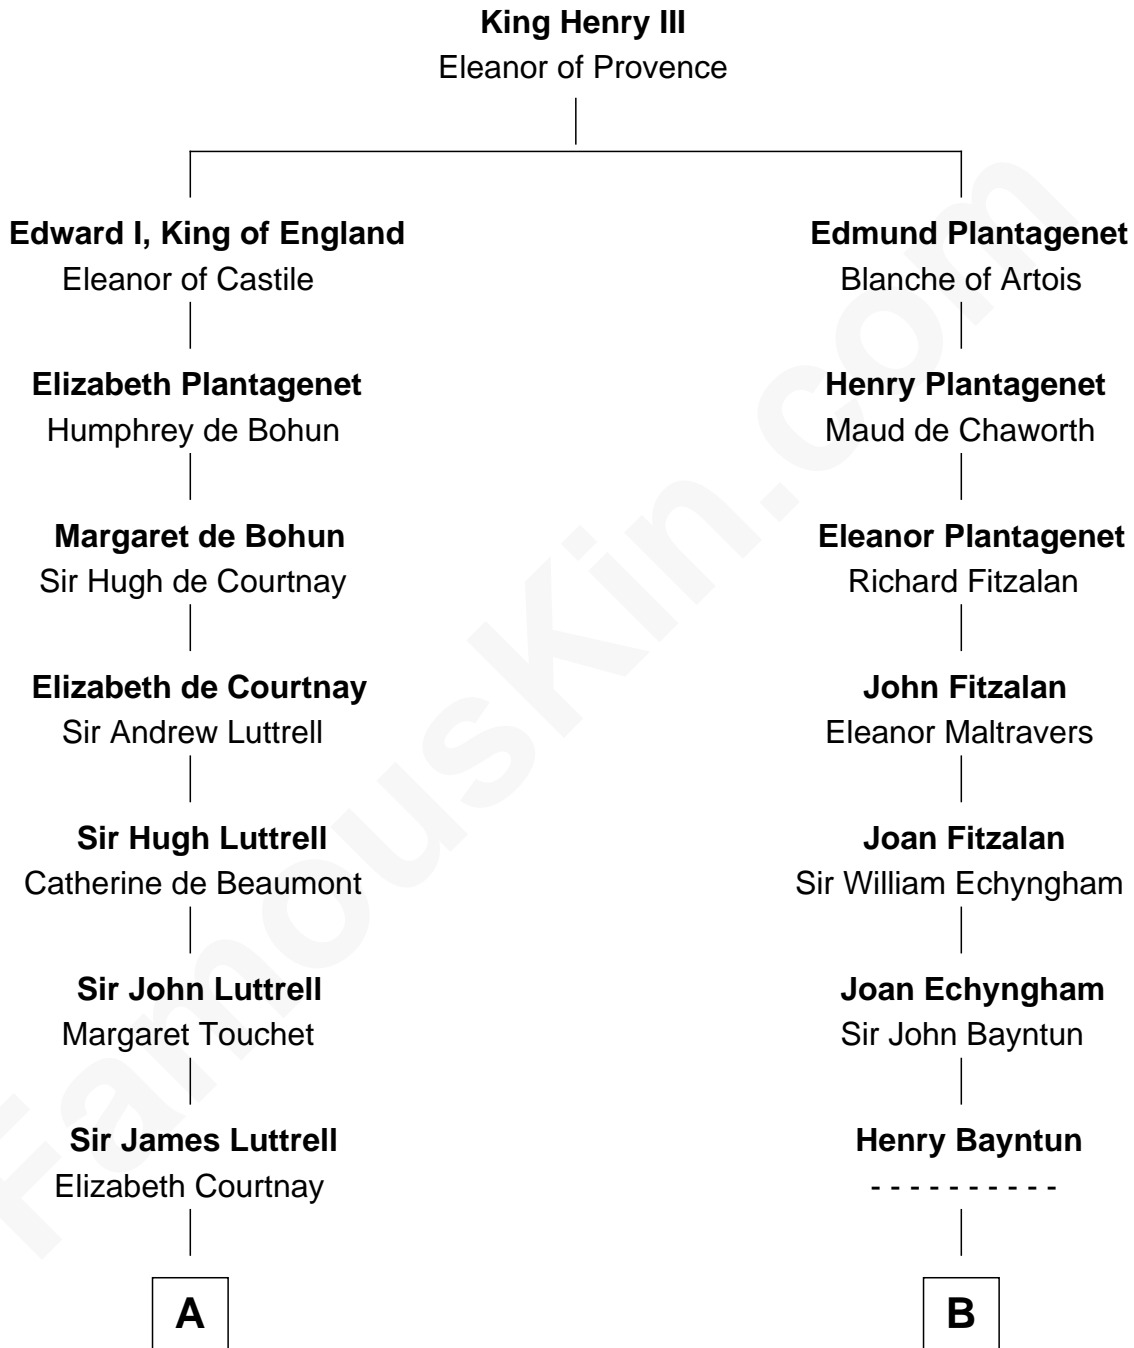 King Henry III
Eleanor of Provence
Edward I, King of England
Eleanor of Castile
Edmund Plantagenet
Blanche of Artois
Elizabeth Plantagenet
Humphrey de Bohun
Henry Plantagenet
Maud de Chaworth
Margaret de Bohun
Sir Hugh de Courtnay
Eleanor Plantagenet
Richard Fitzalan
Elizabeth de Courtnay
Sir Andrew Luttrell
John Fitzalan
Eleanor Maltravers
Sir Hugh Luttrell
Catherine de Beaumont
Joan Fitzalan
Sir William Echyngham
Sir John Luttrell
Margaret Touchet
Joan Echyngham
Sir John Bayntun
Sir James Luttrell
Elizabeth Courtnay
Henry Bayntun
- - - - - - - - - -
A
B
FamousKin.com